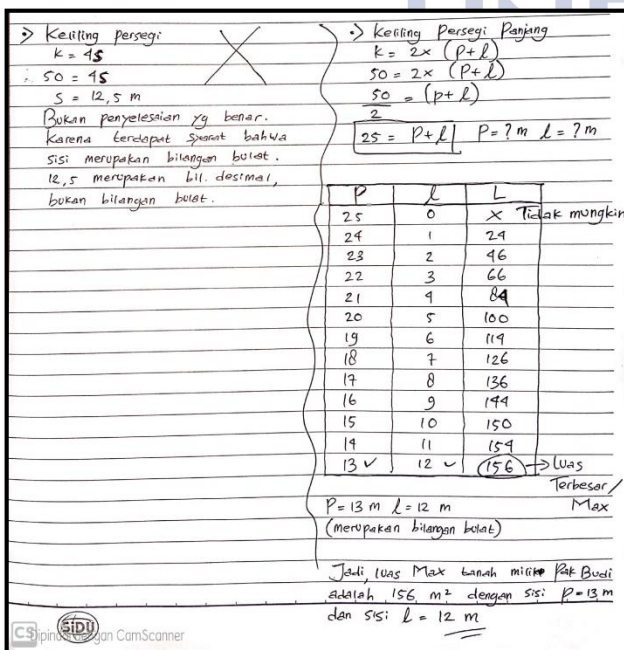 •> Keliling persegi
K = 4s
50 = 4s
S = 12,5 m
Bukan penyelesaian yg benar.
Karena terdapat syarat bahwa
sisi merupakan bilangan bulat.
12,5 merupakan bil. desimal,
bukan bilangan bulat.
•> Keliling Persegi Panjang
K = 2x (P+l)
50 = 2x (P+l)
50/2 = (p+l)
25 = P+l P=? m l=? m
P l L
25 0 X Tidak mungkin
24 1 24
23 2 46
22 3 66
21 4 84
20 5 100
19 6 114
18 7 126
17 8 136
16 9 144
15 10 150
14 11 154
13 ✓ 12 ✓ 156 → Luas
Terbesar/
Max
P = 13 m l = 12 m
(merupakan bilangan bulat)
Jadi, luas Max tanah milik Pak Budi
adalah 156 m² dengan sisi P = 13 m
dan sisi l = 12 m
CS SIDU dengan CamScanner